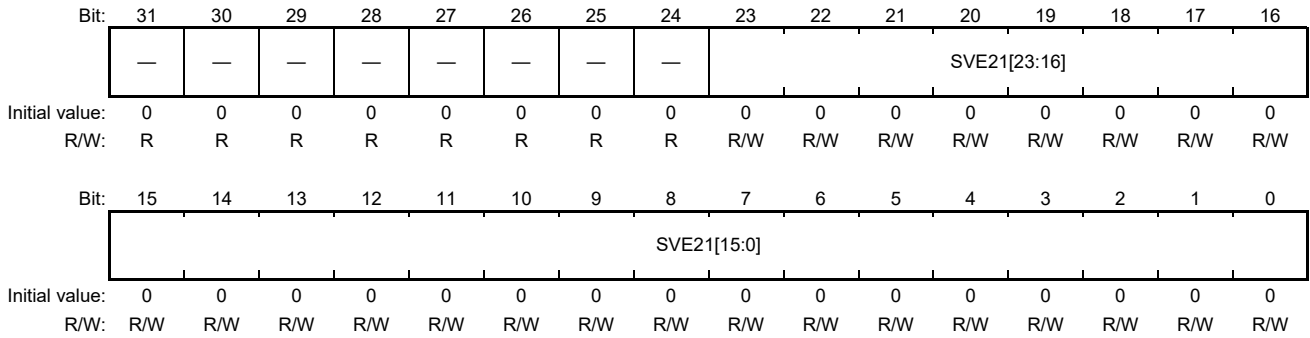 Bit: 31 30 29 28 27 26 25 24 23 22 21 20 19 18 17 16
— — — — — — — — SVE21[23:16]
Initial value: 0 0 0 0 0 0 0 0 0 0 0 0 0 0 0 0
R/W: R R R R R R R R R/W R/W R/W R/W R/W R/W R/W R/W
Bit: 15 14 13 12 11 10 9 8 7 6 5 4 3 2 1 0
SVE21[15:0]
Initial value: 0 0 0 0 0 0 0 0 0 0 0 0 0 0 0 0
R/W: R/W R/W R/W R/W R/W R/W R/W R/W R/W R/W R/W R/W R/W R/W R/W R/W